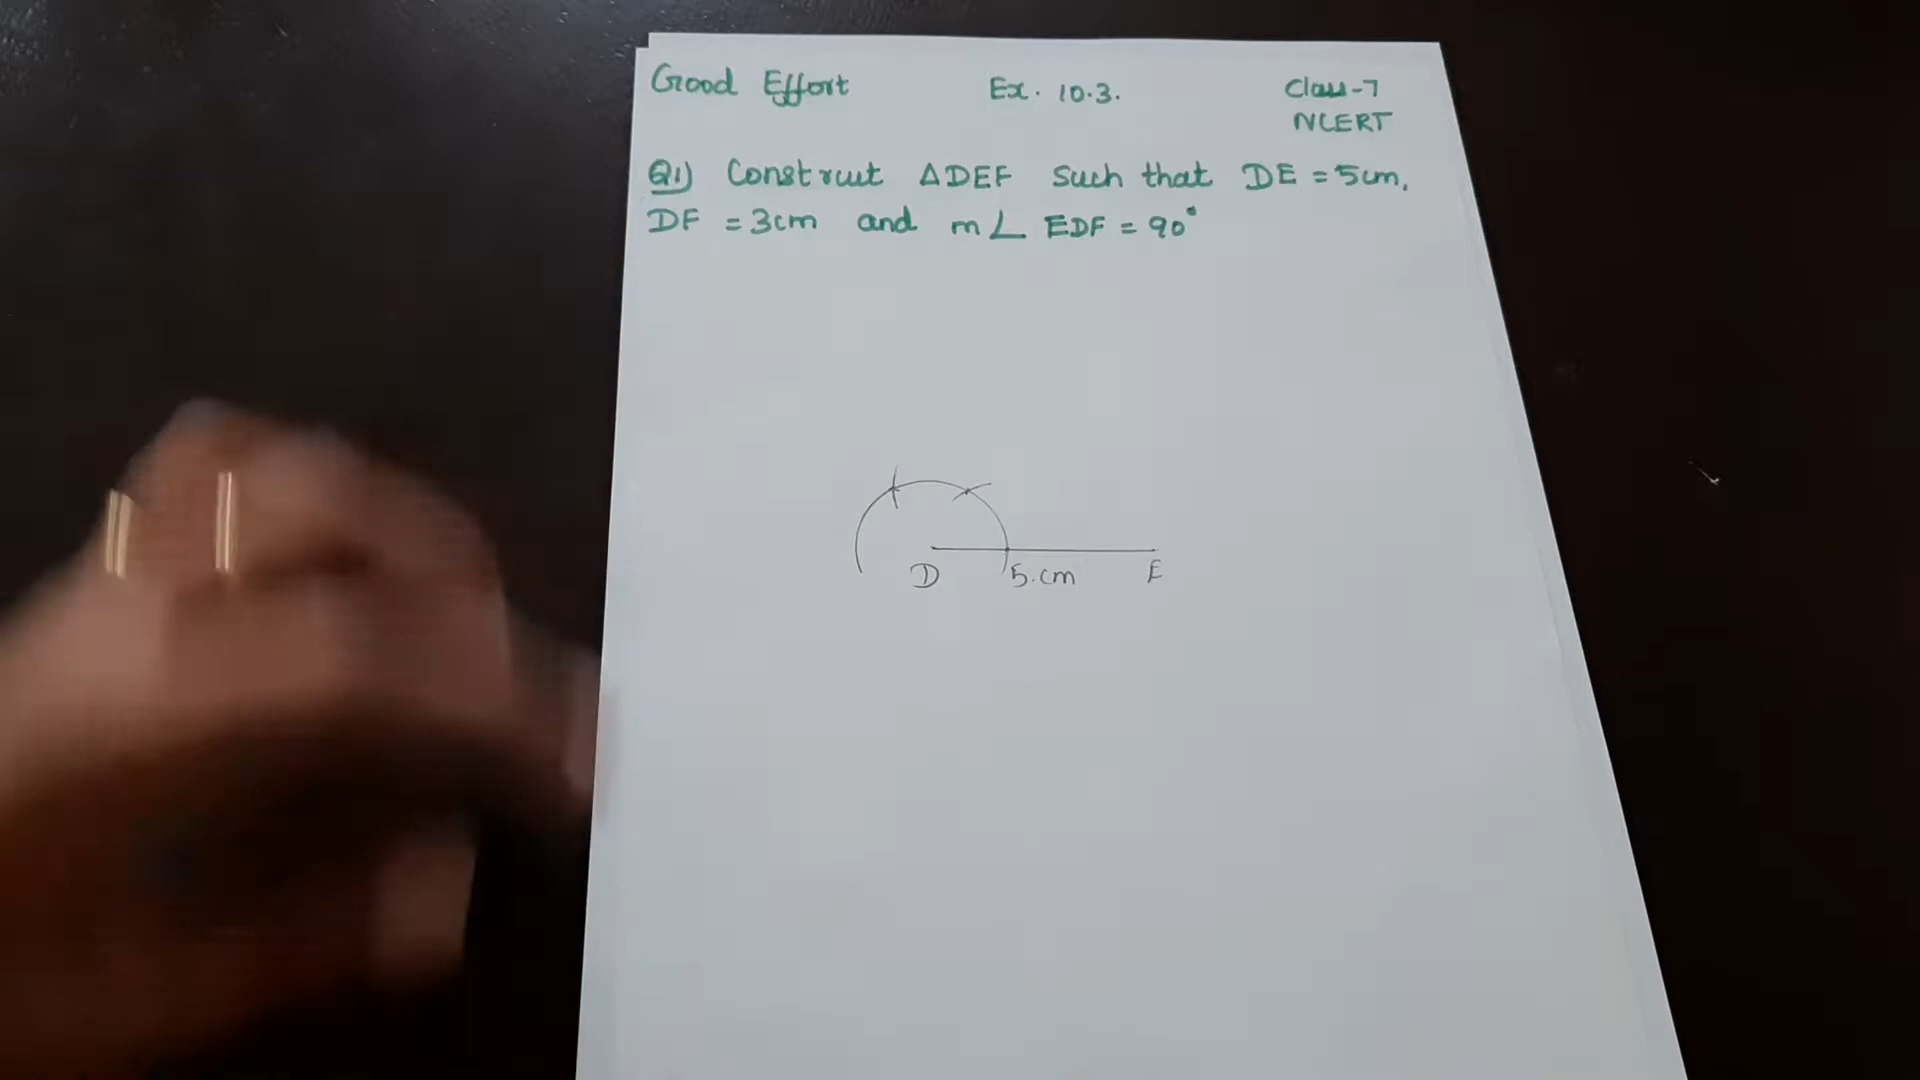 Good Effort Ex. 10.3. Class-7
NCERT
Q1) Construct △DEF such that DE = 5cm,
DF = 3cm and m∠ EDF = 90°
D 5.cm E